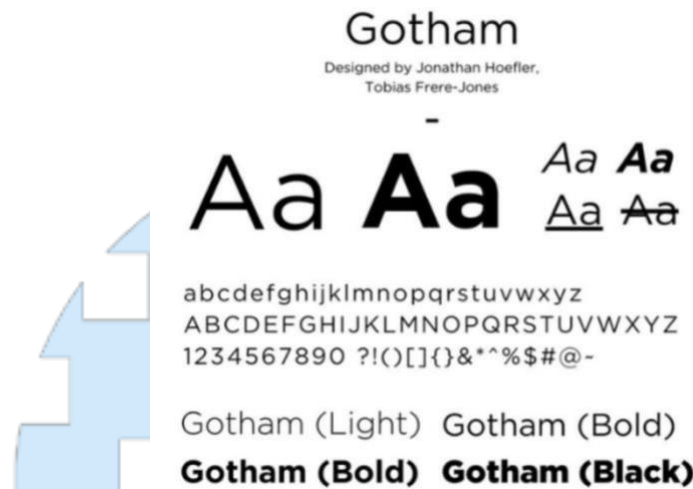 Gotham
Designed by Jonathan Hoefler,
Tobias Frere-Jones
-
Aa Aa Aa Aa
Aa Aa
abcdefghijklmnopqrstuvwxyz
ABCDEFGHIJKLMNOPQRSTUVWXYZ
1234567890 ?!()[]{}&*^%$#@~
Gotham (Light) Gotham (Bold)
Gotham (Bold) Gotham (Black)